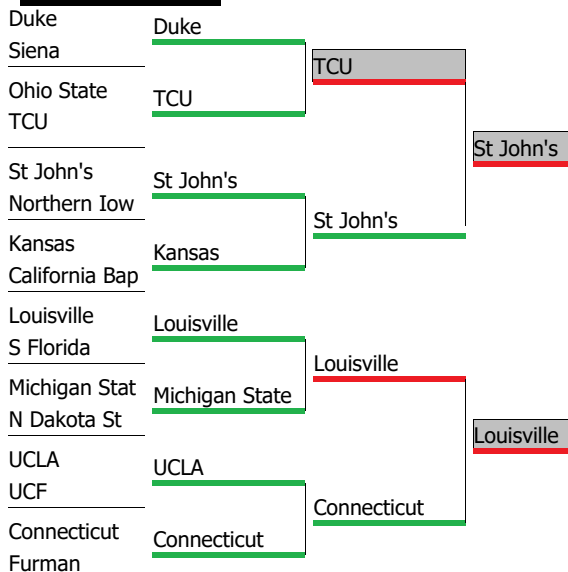 Duke
Siena
Ohio State
TCU
St John's
Northern Iow
Kansas
California Bap
Louisville
S Florida
Michigan Stat
N Dakota St
UCLA
UCF
Connecticut
Furman
Duke
TCU
St John's
Kansas
Louisville
Michigan State
UCLA
Connecticut
TCU
St John's
Louisville
Connecticut
St John's
Louisville